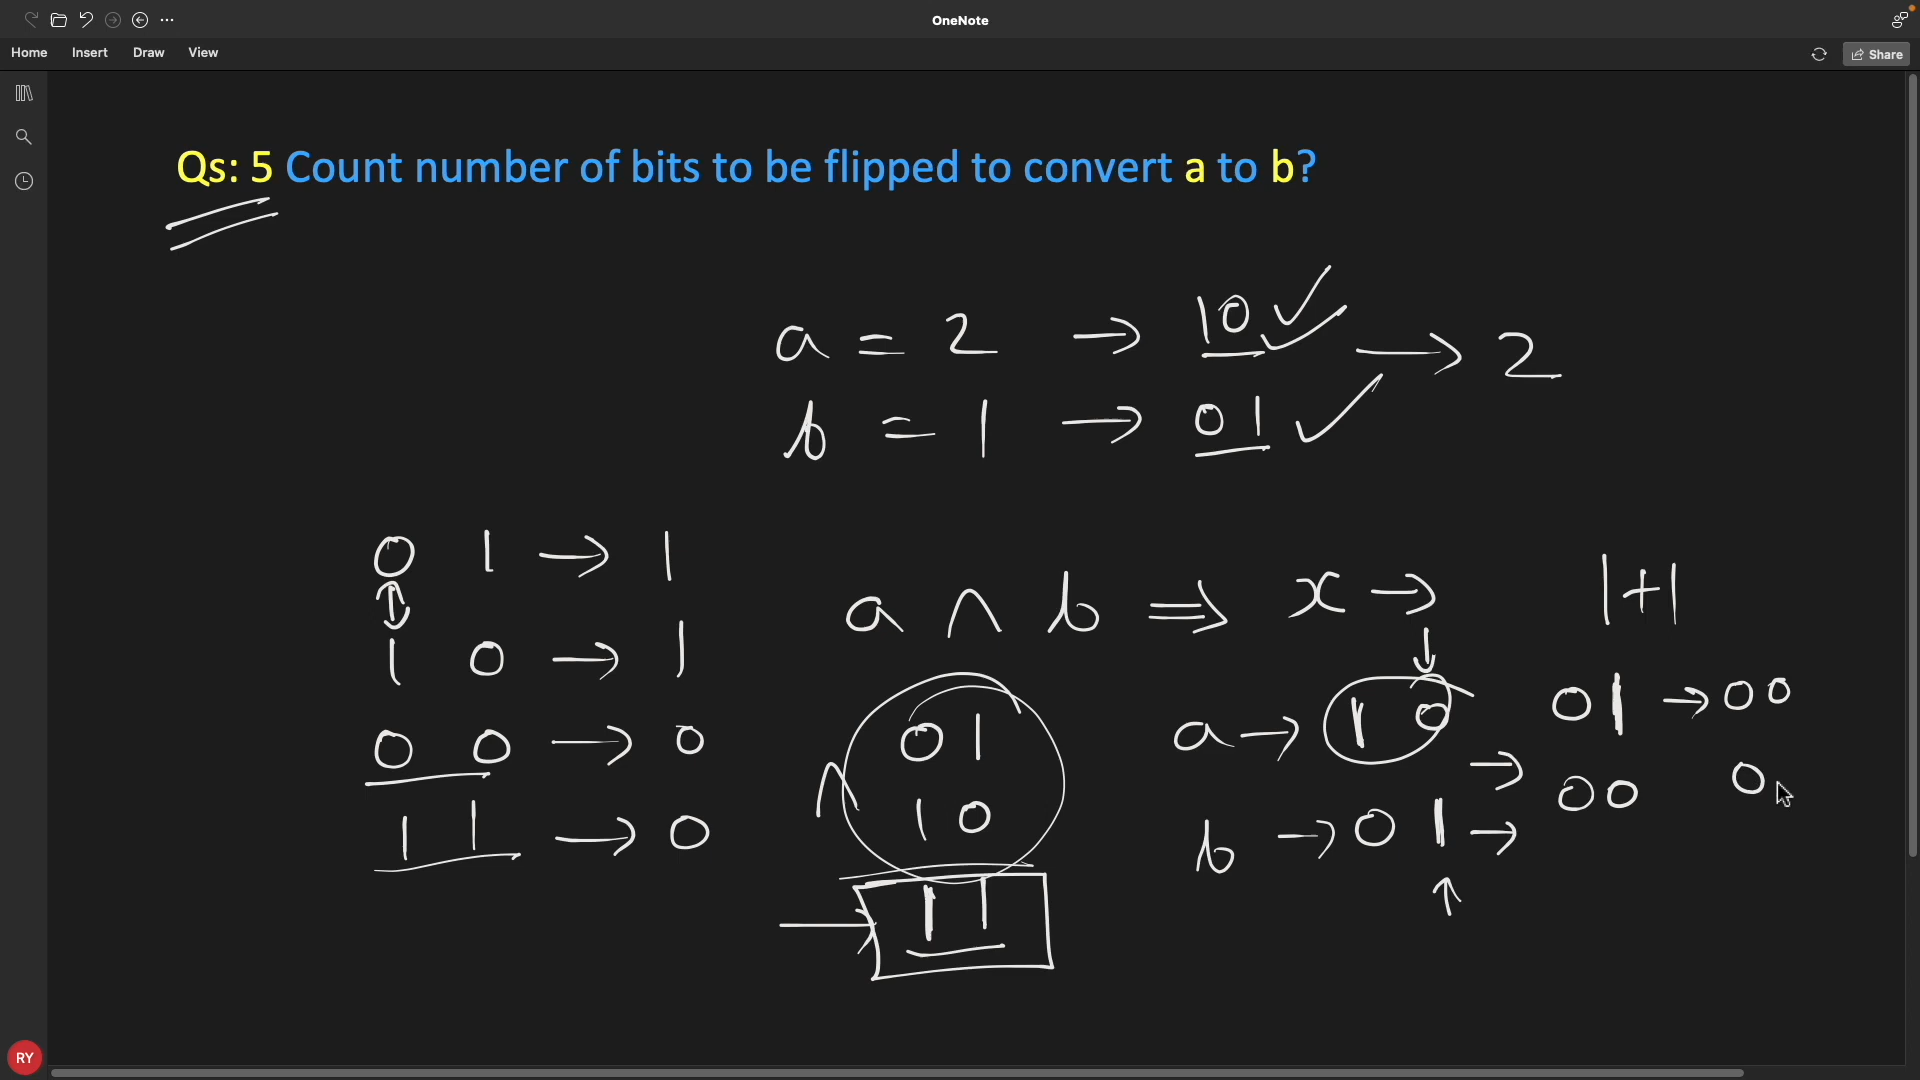 OneNote
Home Insert Draw View
Share
Qs: 5 Count number of bits to be flipped to convert a to b?
a = 2 → 10 → 2
b = 1 → 01
0 1 → 1
1 0 → 1
0 0 → 0
1 1 → 0
a ^ b ⇒ x → 1+1
01
^ 10
→ 11
a → 10 → 01 → 00
b → 01 → 00 0
RY